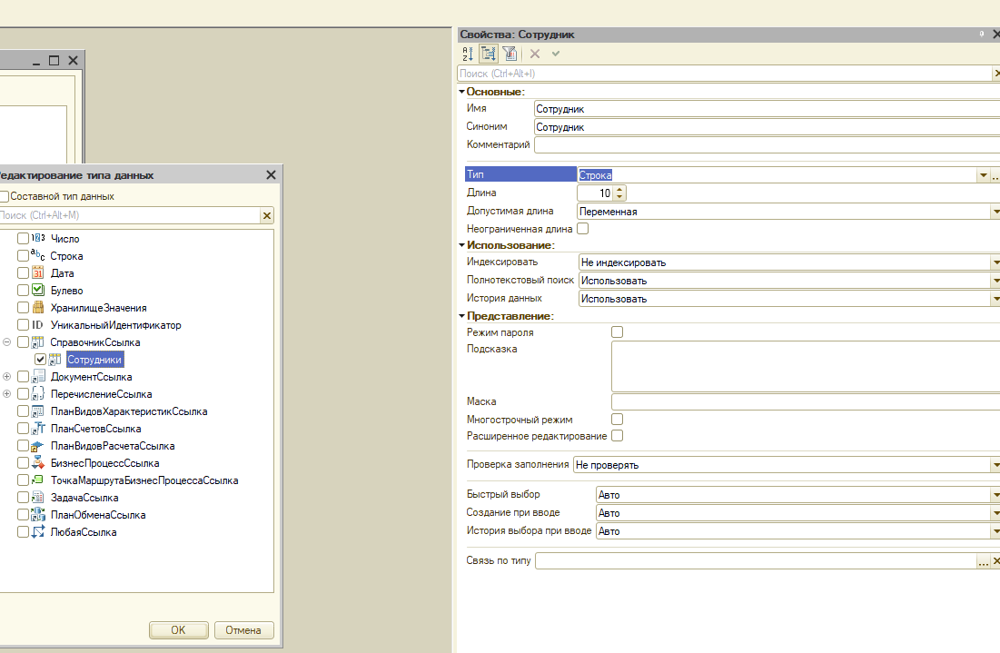 Свойства: Сотрудник
Поиск (Ctrl+Alt+I)
Основные:
Имя Сотрудник
Синоним Сотрудник
Комментарий
Тип Строка
Длина 10
Допустимая длина Переменная
Неограниченная длина
Использование:
Индексировать Не индексировать
Полнотекстовый поиск Использовать
История данных Использовать
Представление:
Режим пароля
Подсказка
Маска
Многострочный режим
Расширенное редактирование
Проверка заполнения Не проверять
Быстрый выбор Авто
Создание при вводе Авто
История выбора при вводе Авто
Связь по типу
едактирование типа данных
Составной тип данных
Поиск (Ctrl+Alt+M)
Число
Строка
Дата
Булево
ХранилищеЗначения
ID УникальныйИдентификатор
СправочникСсылка
Сотрудники
ДокументСсылка
ПеречислениеСсылка
ПланВидовХарактеристикСсылка
ПланСчетовСсылка
ПланВидовРасчетаСсылка
БизнесПроцессСсылка
ТочкаМаршрутаБизнесПроцессаСсылка
ЗадачаСсылка
ПланОбменаСсылка
ЛюбаяСсылка
OK Отмена